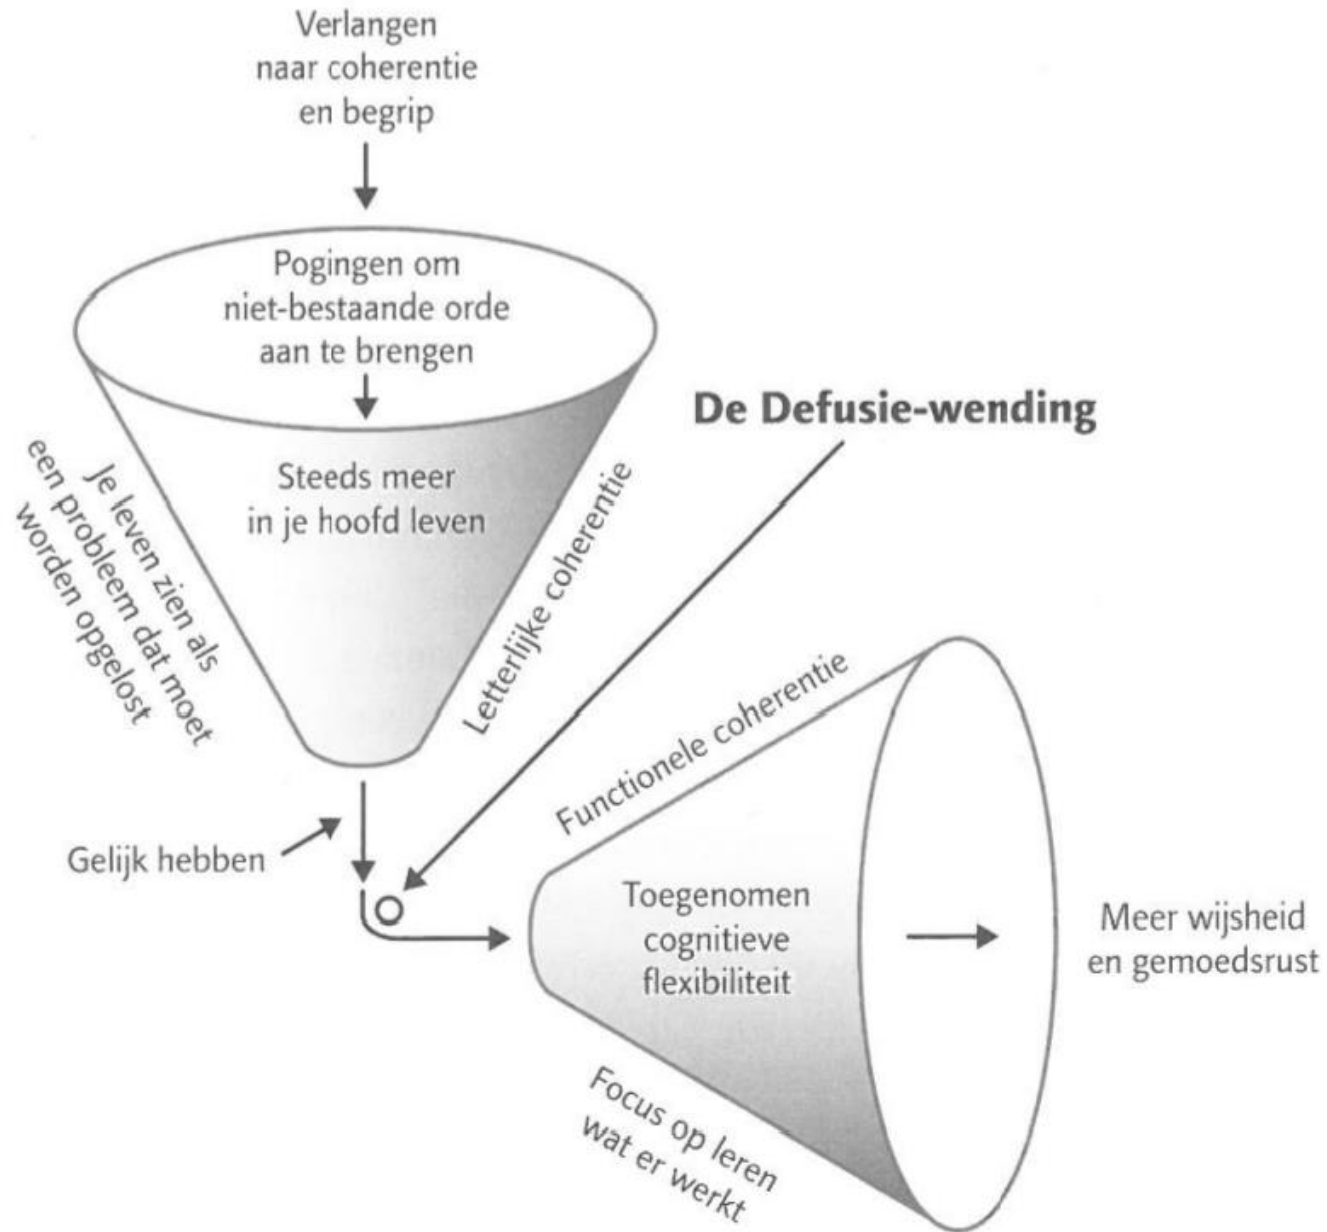 Verlangen
naar coherentie
en begrip
Pogingen om
niet-bestaande orde
aan te brengen
De Defusie-wending
Steeds meer
in je hoofd leven
Je leven zien als
een probleem dat moet
worden opgelost
Letterlijke coherentie
Gelijk hebben
Functionele coherentie
Toegenomen
cognitieve
flexibiliteit
Meer wijsheid
en gemoedsrust
Focus op leren
wat er werkt